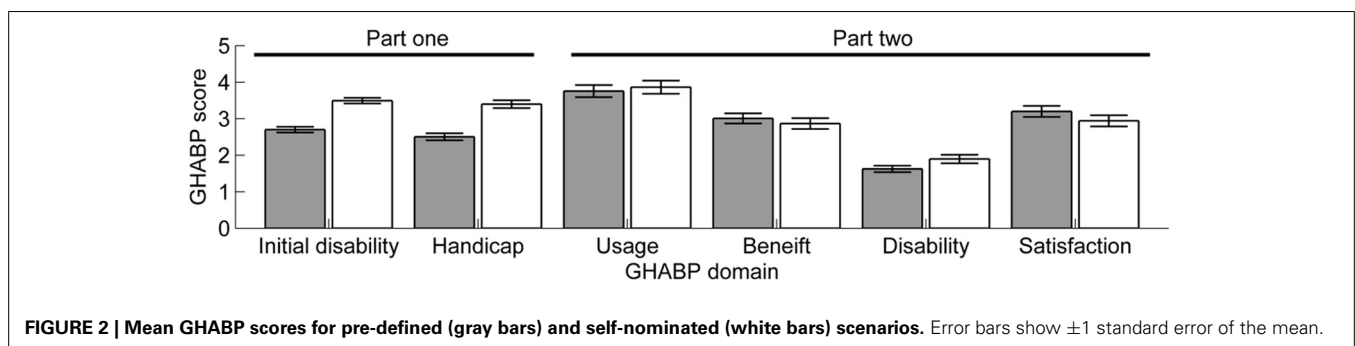 Part one
Part two
5
4
3
2
1
0
GHABP score
Initial disability
Handicap
Usage
Beneift
Disability
Satisfaction
GHABP domain
FIGURE 2 | Mean GHABP scores for pre-defined (gray bars) and self-nominated (white bars) scenarios. Error bars show ±1 standard error of the mean.